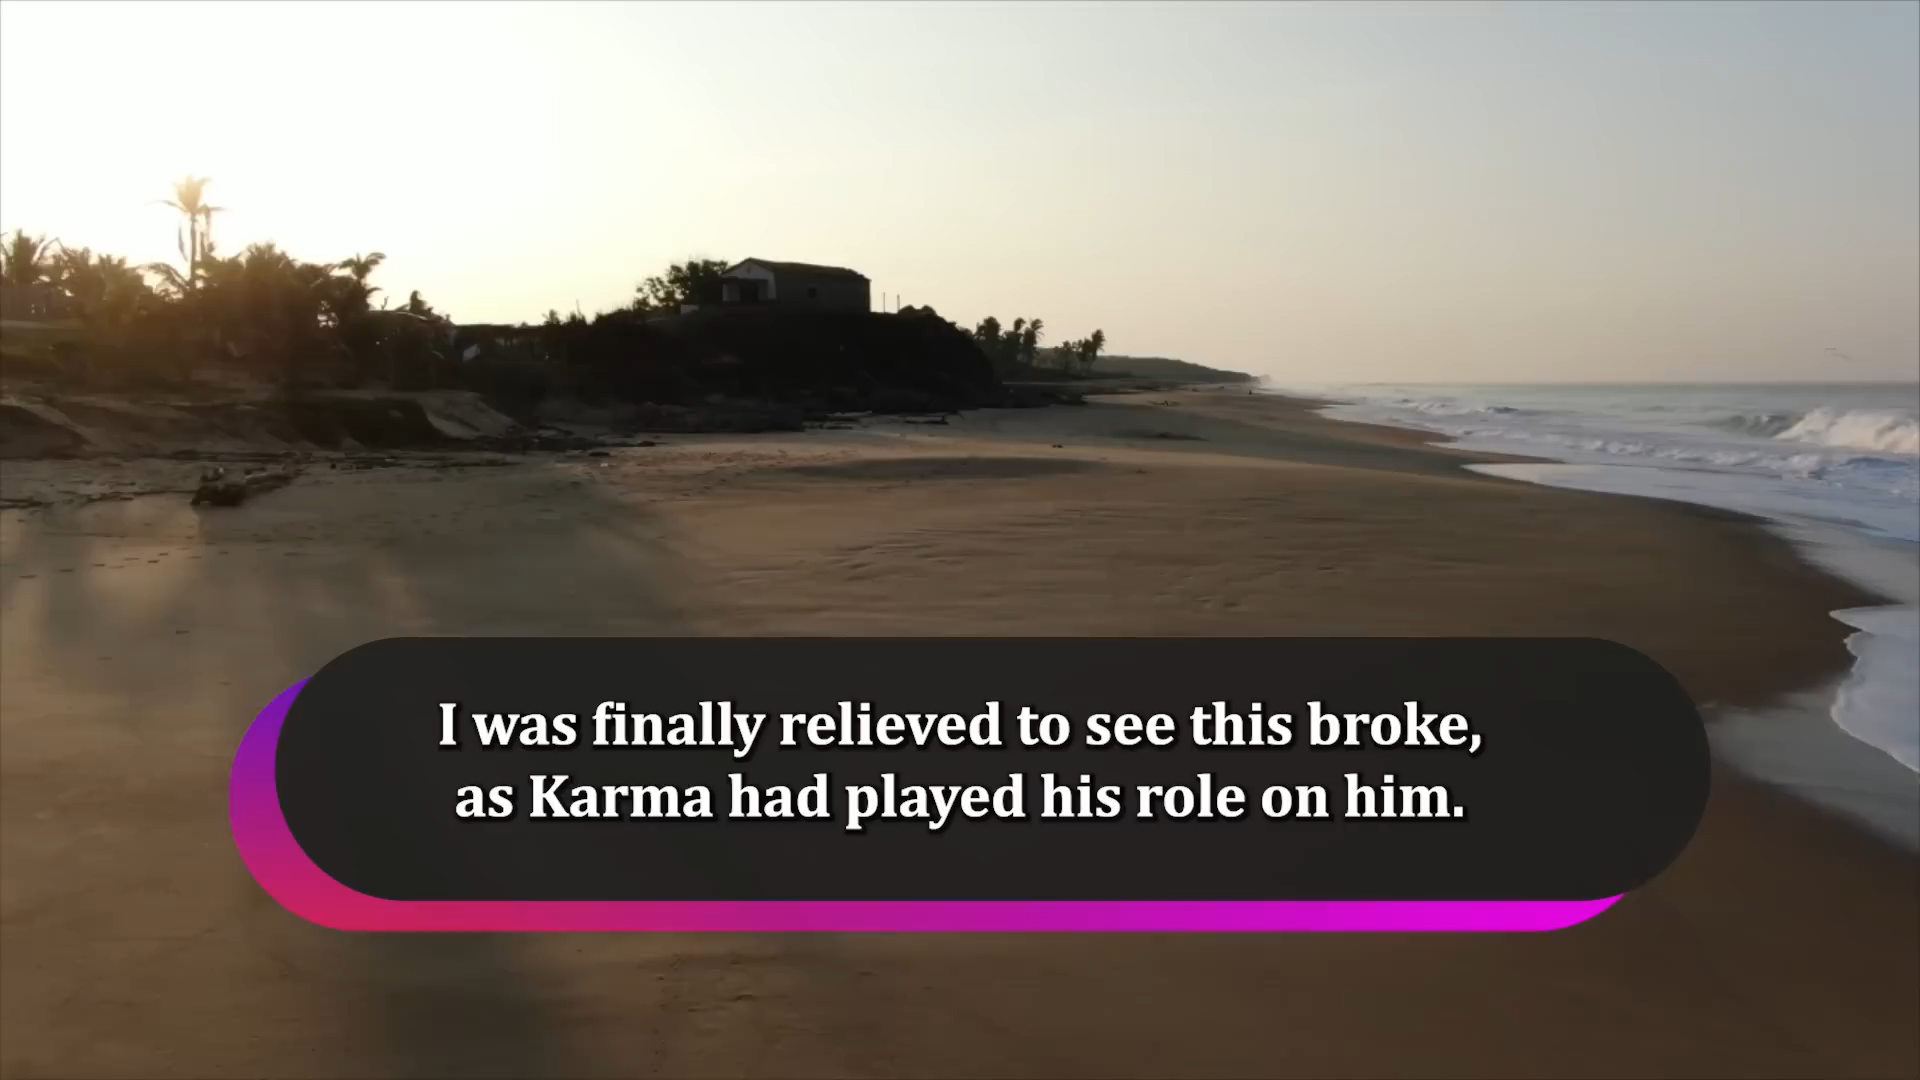 I was finally relieved to see this broke,
as Karma had played his role on him.